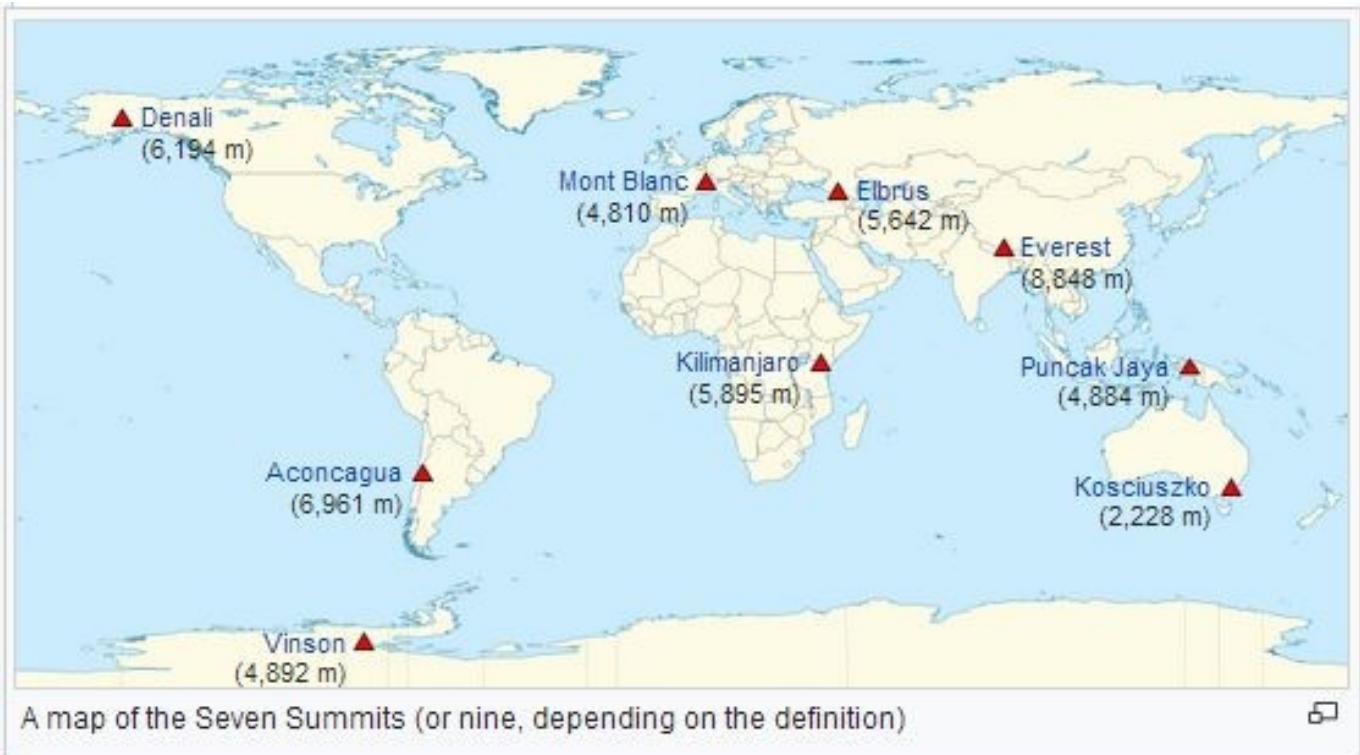 Denali
(6,194 m)
Mont Blanc
(4,810 m)
Elbrus
(5,642 m)
Everest
(8,848 m)
Kilimanjaro
(5,895 m)
Puncak Jaya
(4,884 m)
Aconcagua
(6,961 m)
Kosciuszko
(2,228 m)
Vinson
(4,892 m)
A map of the Seven Summits (or nine, depending on the definition)